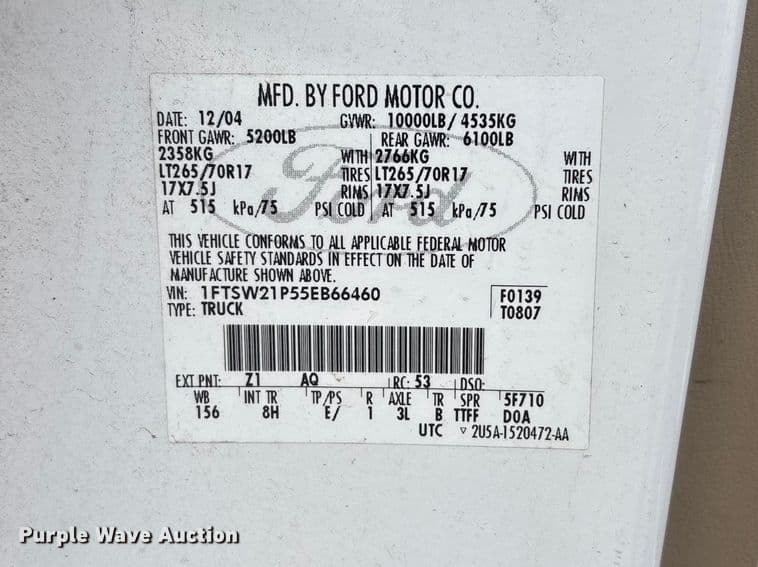 MFD. BY FORD MOTOR CO.
DATE: 12/04 GVWR: 10000LB/ 4535KG
FRONT GAWR: 5200LB REAR GAWR: 6100LB
2358KG WITH 2766KG WITH
LT265/70R17 TIRES LT265/70R17 TIRES
17X7.5J RIMS 17X7.5J RIMS
AT 515 kPa/75 PSI COLD AT 515 kPa/75 PSI COLD
Ford
THIS VEHICLE CONFORMS TO ALL APPLICABLE FEDERAL MOTOR
VEHICLE SAFETY STANDARDS IN EFFECT ON THE DATE OF
MANUFACTURE SHOWN ABOVE.
VIN: 1FTSW21P55EB66460 F0139
TYPE: TRUCK T0807
EXT PNT: Z1 AQ RC: 53 DSO:
WB INT TR TP/PS R AXLE TR SPR 5F710
156 8H E/ 1 3L B TTFF DOA
UTC ▽ 2U5A-1520472-AA
Purple Wave Auction